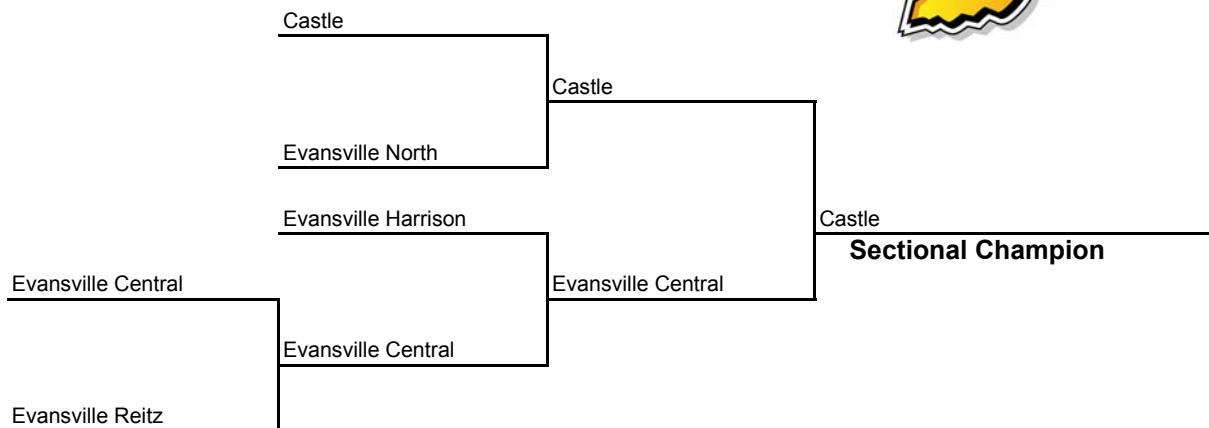 Castle
Castle
Evansville North
Evansville Harrison
Castle
Sectional Champion
Evansville Central
Evansville Central
Evansville Central
Evansville Reitz